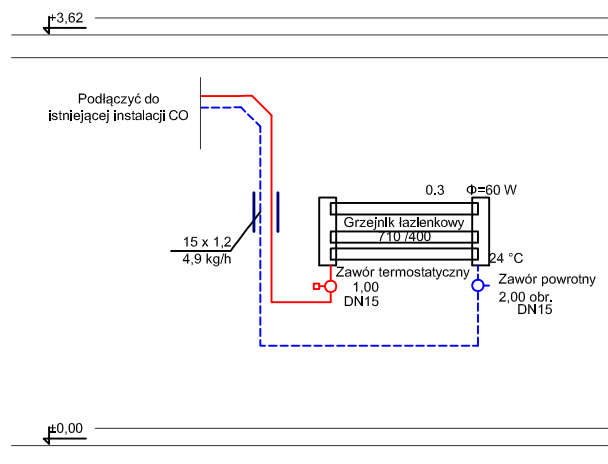 +3,62
Podłączyć do
istniejącej instalacji CO
0.3 Φ=60 W
Grzejnik łazienkowy
710 /400
15 x 1,2
4,9 kg/h
24 °C
Zawór termostatyczny
1,00
DN15
Zawór powrotny
2,00 obr.
DN15
±0,00